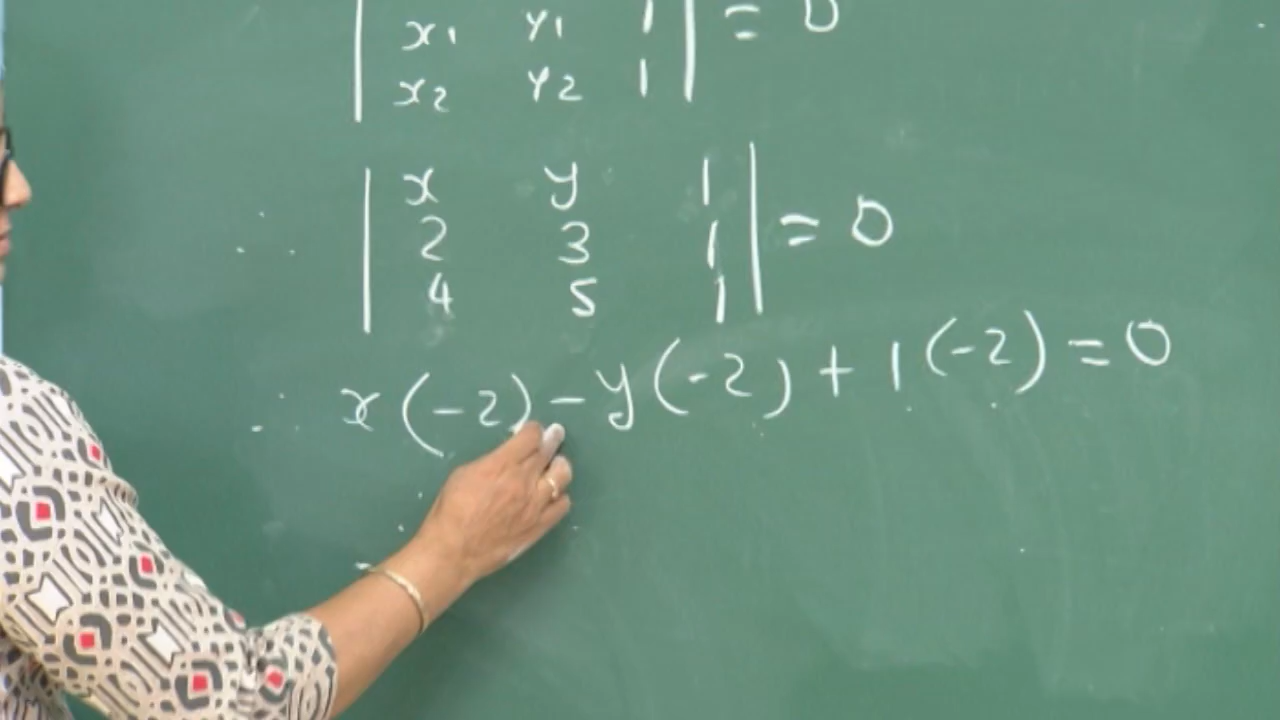 | x₁ y₁ 1 | = 0
| x₂ y₂ 1 |
| x y 1 |
| 2 3 1 | = 0
| 4 5 1 |
x(-2) - y(-2) + 1(-2) = 0